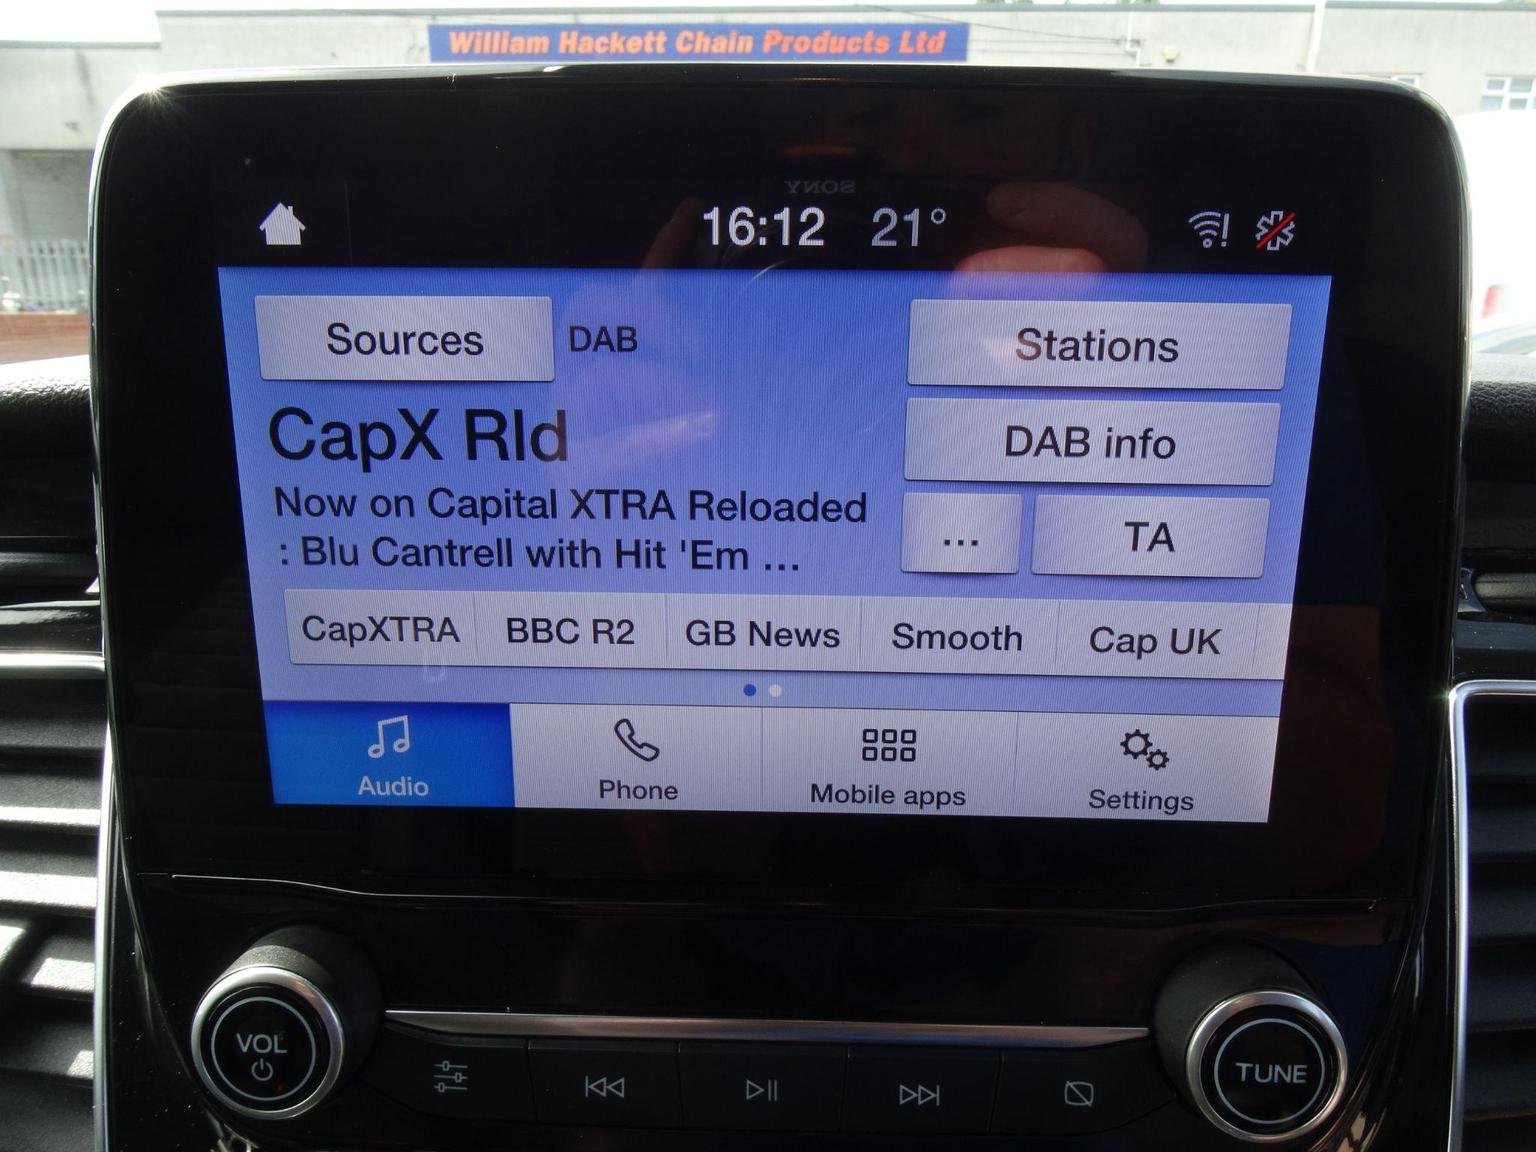 William Hackett Chain Products Ltd
SONY
16:12 21°
Sources DAB Stations
CapX Rld
DAB info
Now on Capital XTRA Reloaded
: Blu Cantrell with Hit 'Em ...
... TA
CapXTRA BBC R2 GB News Smooth Cap UK
Audio Phone Mobile apps Settings
VOL TUNE